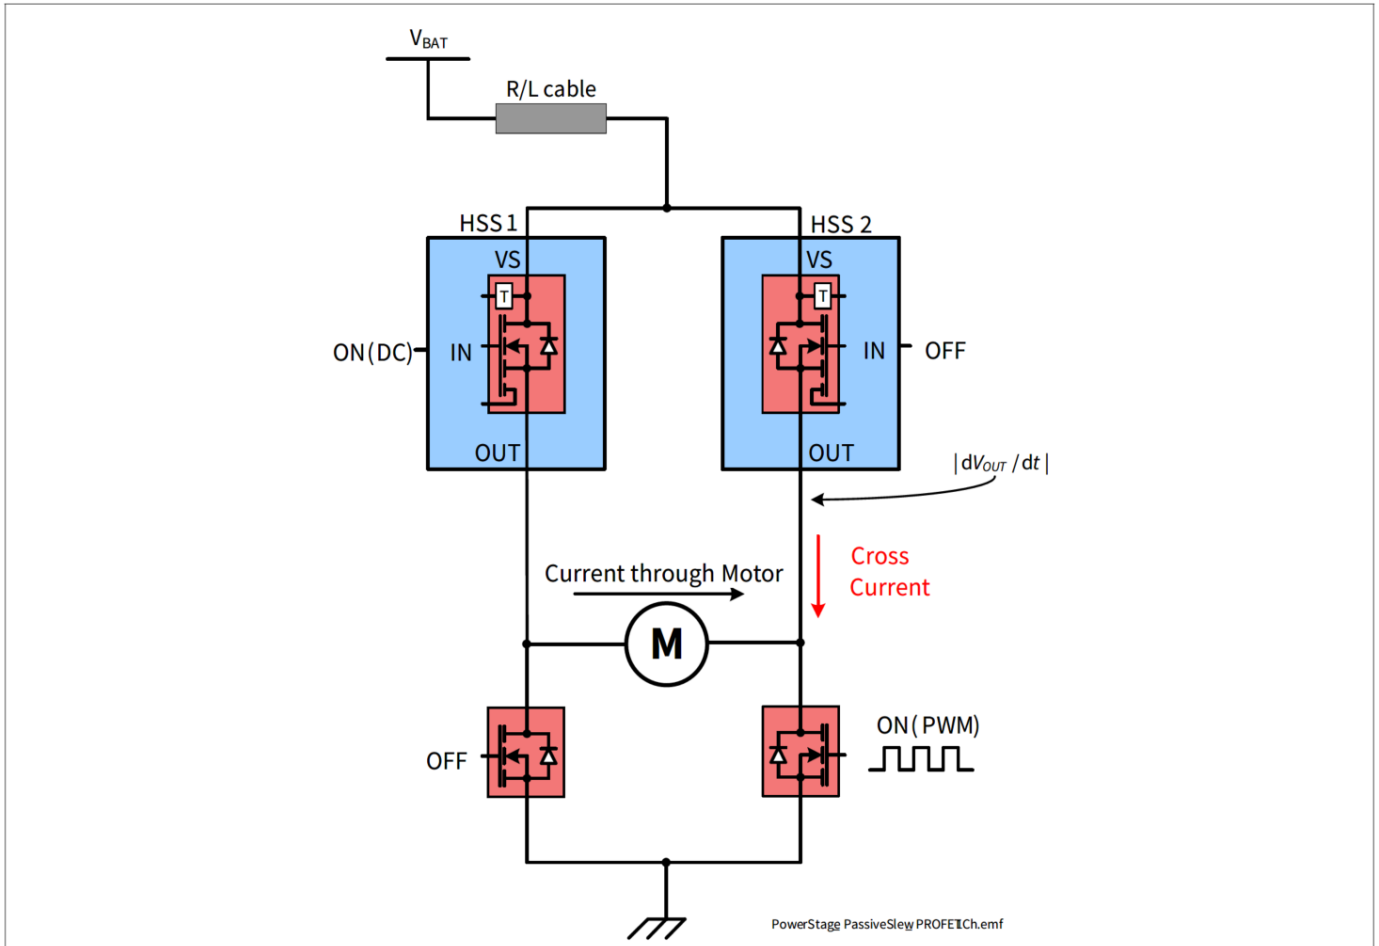 VBAT
R/L cable
HSS 1
HSS 2
VS
VS
T
T
ON(DC)
IN
IN
OFF
OUT
OUT
|dVOUT /dt|
Cross
Current
Current through Motor
M
ON(PWM)
OFF
PowerStage PassiveSlew PROFETCh.emf